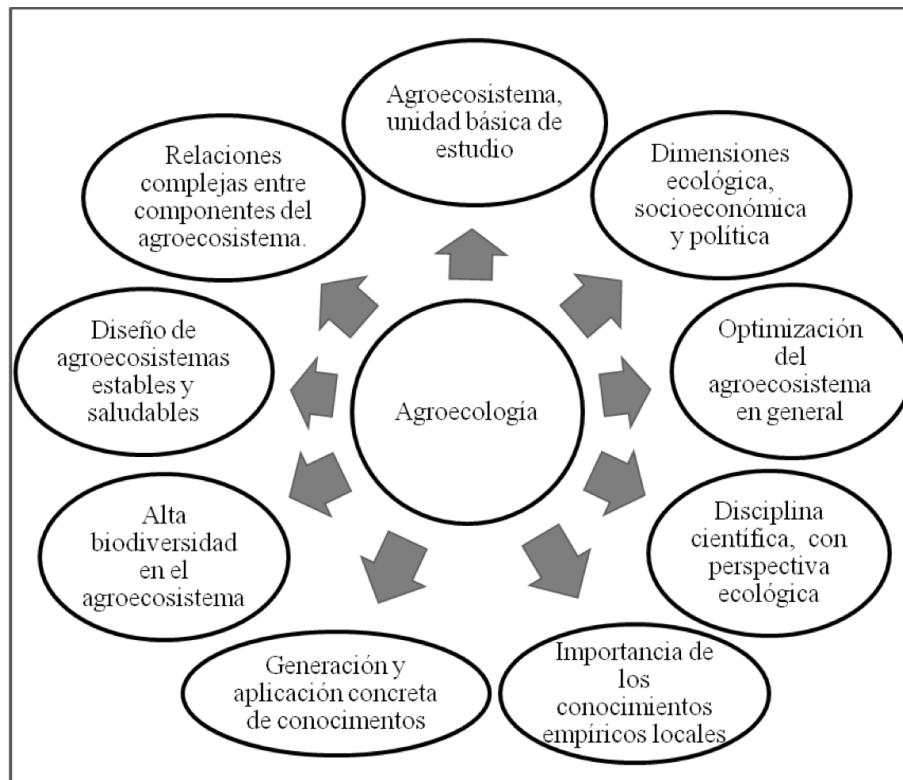 Agroecosistema,
unidad básica de
estudio
Dimensiones
ecológica,
socioeconómica
y política
Optimización
del
agroecosistema
en general
Disciplina
científica, con
perspectiva
ecológica
Importancia de
los
conocimientos
empíricos locales
Generación y
aplicación concreta
de conocimentos
Alta
biodiversidad
en el
agroecosistema
Diseño de
agroecosistemas
estables y
saludables
Relaciones
complejas entre
componentes del
agroecosistema.
Agroecología